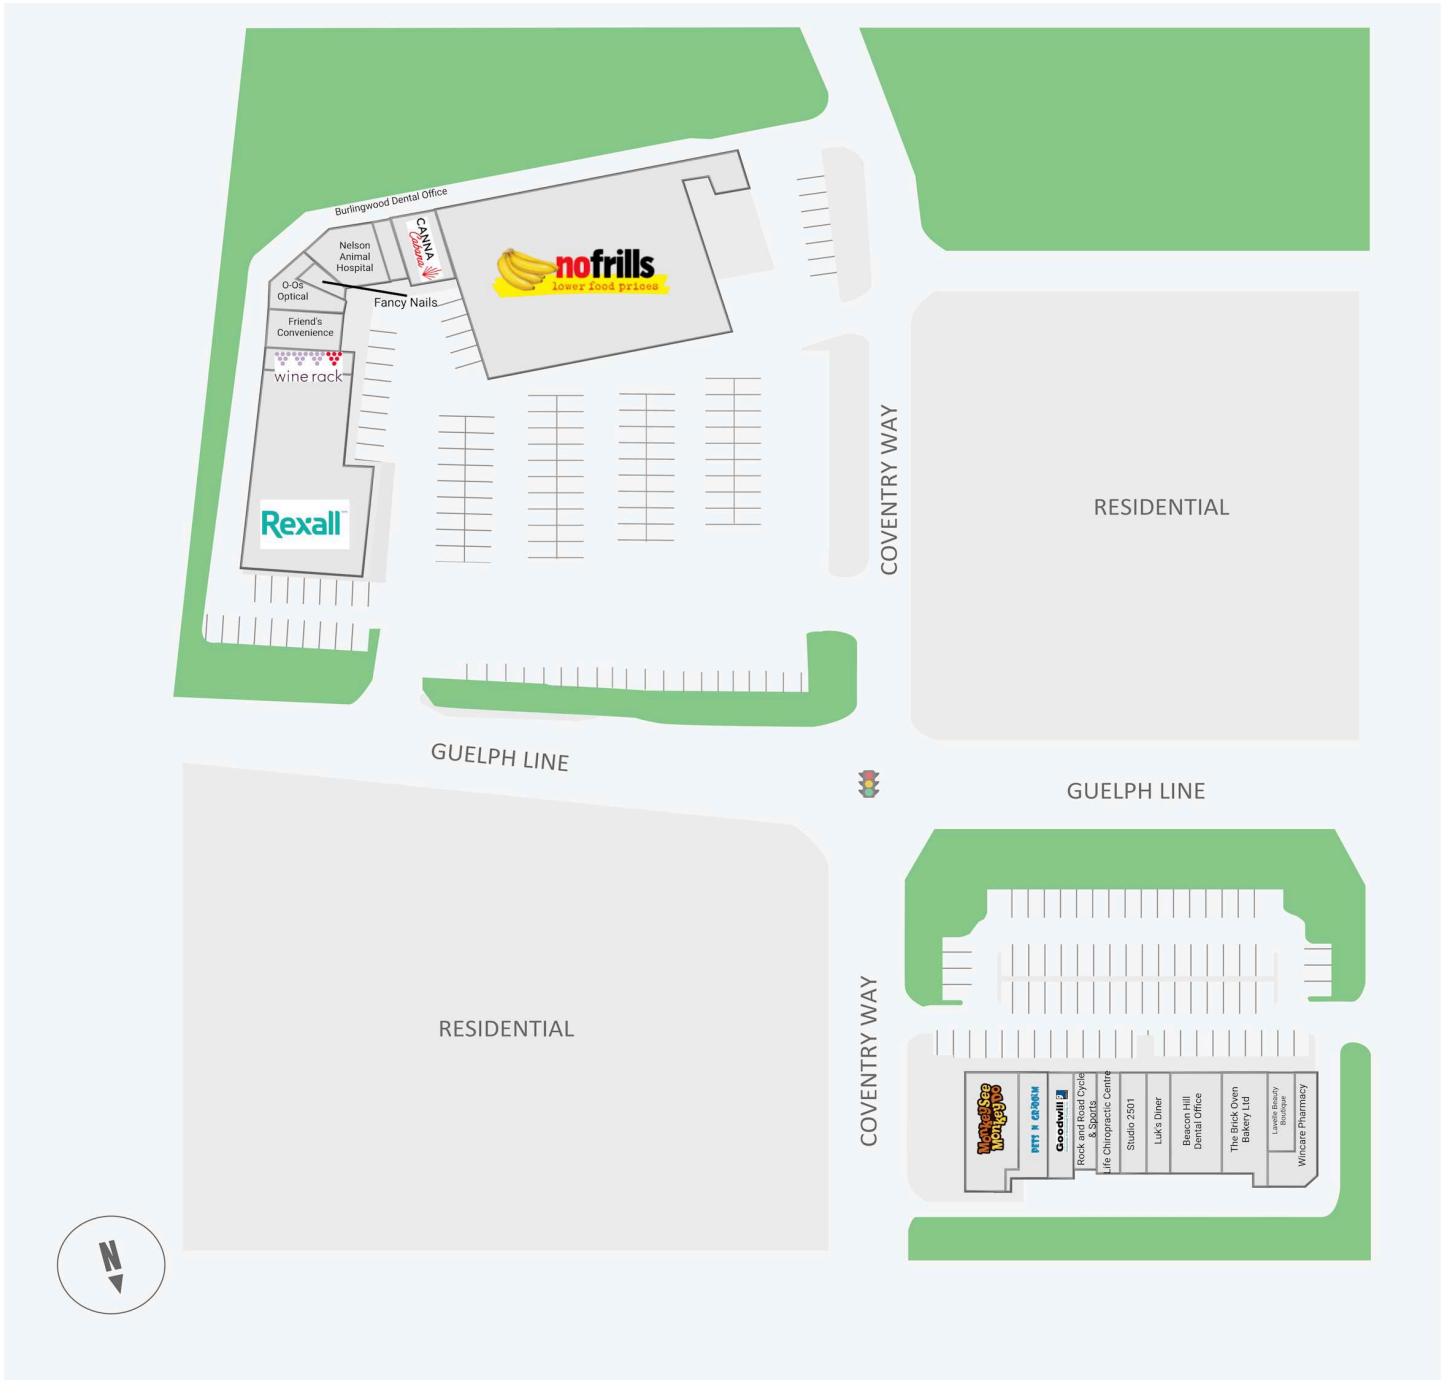 Burlingwood Dental Office
CANNA
Cabana
Nelson
Animal
Hospital
nofrills
lower food prices
O-Os
Optical
Fancy Nails
Friend's
Convenience
wine rack
Rexall
COVENTRY WAY
RESIDENTIAL
GUELPH LINE
GUELPH LINE
RESIDENTIAL
COVENTRY WAY
Monkey See
Monkey Do
PETS N GROOM
Goodwill
Rock and Road Cycle
& Sports
Life Chiropractic Centre
Studio 2501
Luk's Diner
Beacon Hill
Dental Office
The Brick Oven
Bakery Ltd
Lavelle Beauty
Boutique
Wincare Pharmacy
N